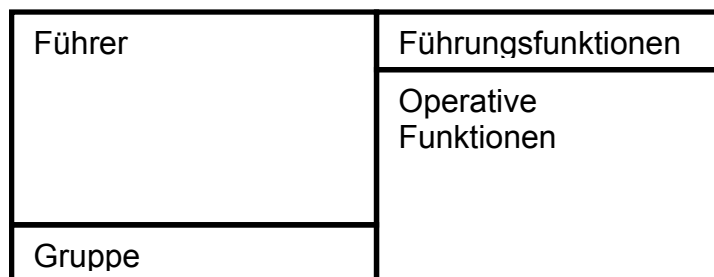 Führer
Führungsfunktionen
Operative
Funktionen
Gruppe